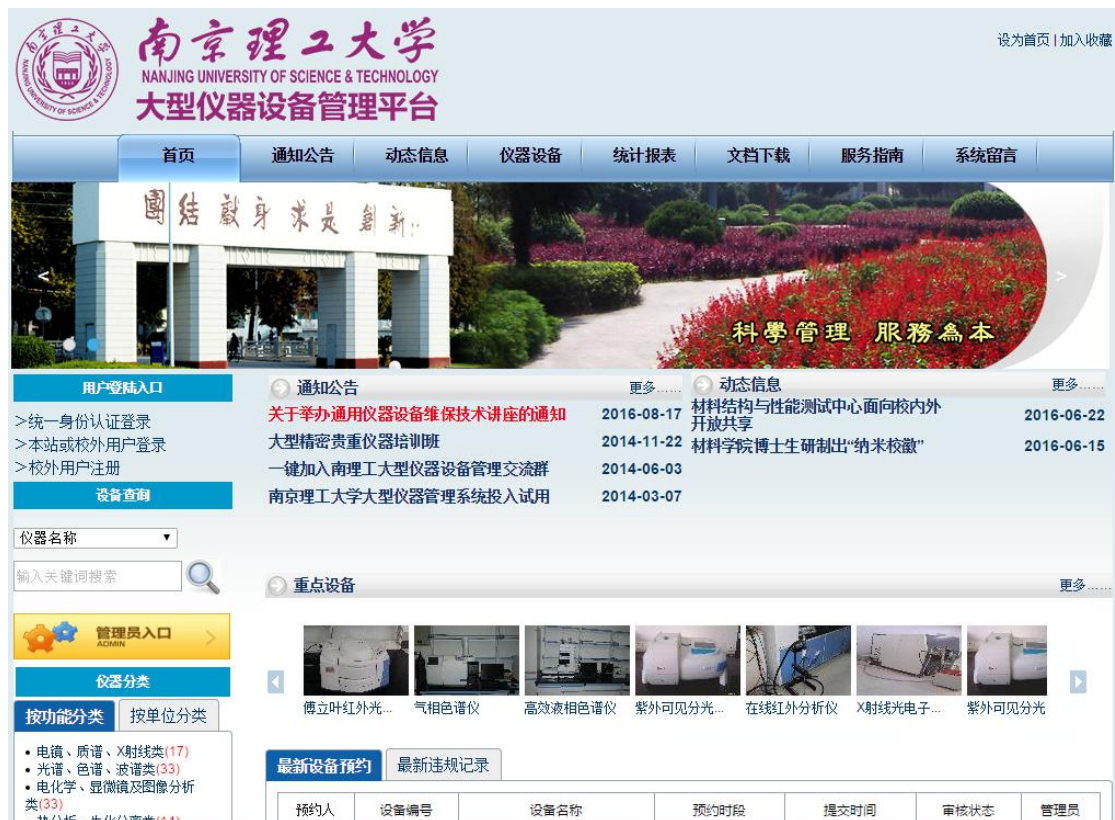 南京理工大学
NANJING UNIVERSITY OF SCIENCE & TECHNOLOGY
大型仪器设备管理平台
设为首页 | 加入收藏
首页 通知公告 动态信息 仪器设备 统计报表 文档下载 服务指南 系统留言
團结獻身 求是創新
科學管理 服務為本
用户登陆入口
>统一身份认证登录
>本站或校外用户登录
>校外用户注册
设备查询
仪器名称
输入关键词搜索
管理员入口
ADMIN
仪器分类
按功能分类 按单位分类
• 电镜、质谱、X射线类(17)
• 光谱、色谱、波谱类(33)
• 电化学、显微镜及图像分析
类(33)
通知公告 更多……
关于举办通用仪器设备维保技术讲座的通知 2016-08-17
大型精密贵重仪器培训班 2014-11-22
一键加入南理工大型仪器设备管理交流群 2014-06-03
南京理工大学大型仪器管理系统投入试用 2014-03-07
动态信息 更多……
材料结构与性能测试中心面向校内外
开放共享 2016-06-22
材料学院博士生研制出“纳米校徽” 2016-06-15
重点设备 更多……
傅立叶红外光... 气相色谱仪 高效液相色谱仪 紫外可见分光... 在线红外分析仪 X射线光电子... 紫外可见分光
最新设备预约 最新违规记录
预约人 设备编号 设备名称 预约时段 提交时间 审核状态 管理员